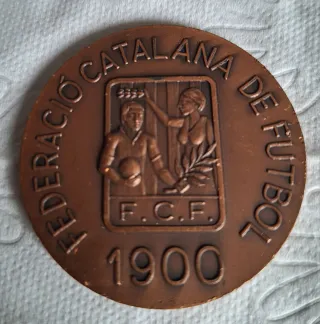 FEDERACIÓ CATALANA DE FUTBOL
F.C.F.
1900